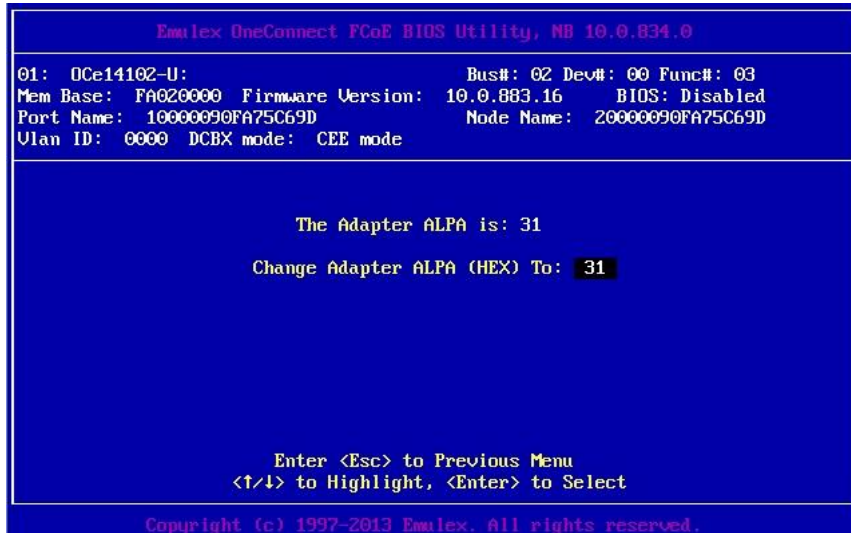 Emulex OneConnect FCoE BIOS Utility, NB 10.0.834.0
01: OCe14102-U: Bus#: 02 Dev#: 00 Func#: 03
Mem Base: FA020000 Firmware Version: 10.0.883.16 BIOS: Disabled
Port Name: 10000090FA75C69D Node Name: 20000090FA75C69D
Vlan ID: 0000 DCBX mode: CEE mode
The Adapter ALPA is: 31
Change Adapter ALPA (HEX) To: 31
Enter <Esc> to Previous Menu
<↑/↓> to Highlight, <Enter> to Select
Copyright (c) 1997-2013 Emulex. All rights reserved.